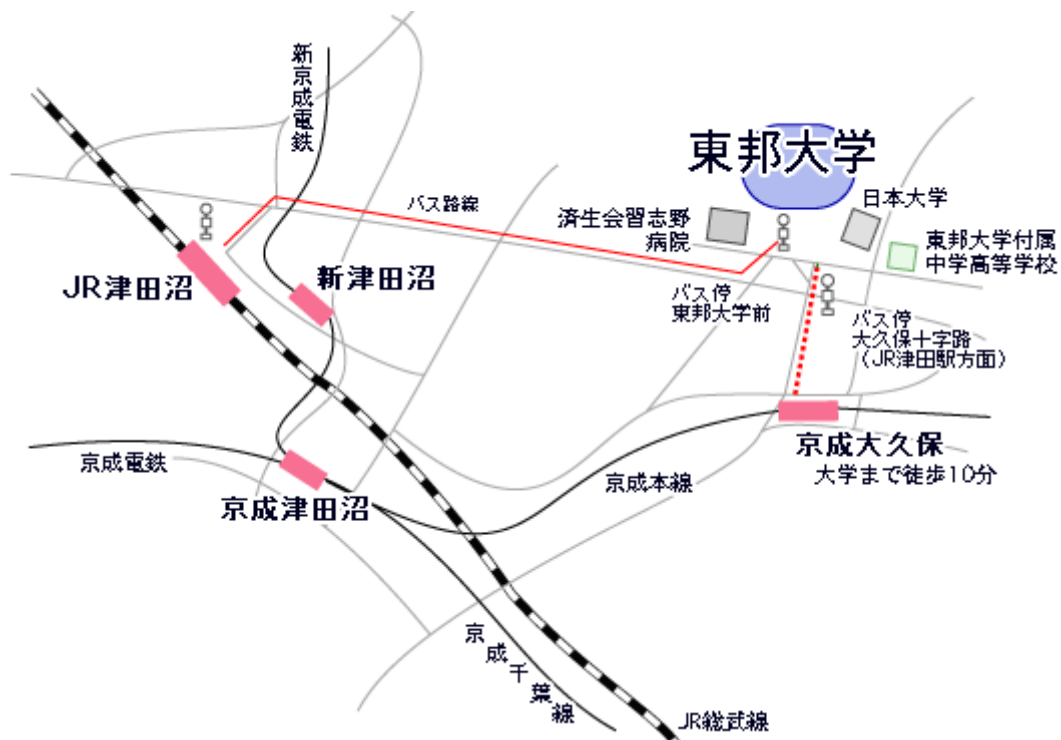 新京成電鉄
東邦大学
日本大学
バス路線
済生会習志野
病院
東邦大学付属
中学高等学校
JR津田沼
新津田沼
バス停
東邦大学前
バス停
大久保十字路
（JR津田駅方面）
京成電鉄
京成津田沼
京成本線
京成大久保
大学まで徒歩10分
京成千葉線
JR総武線